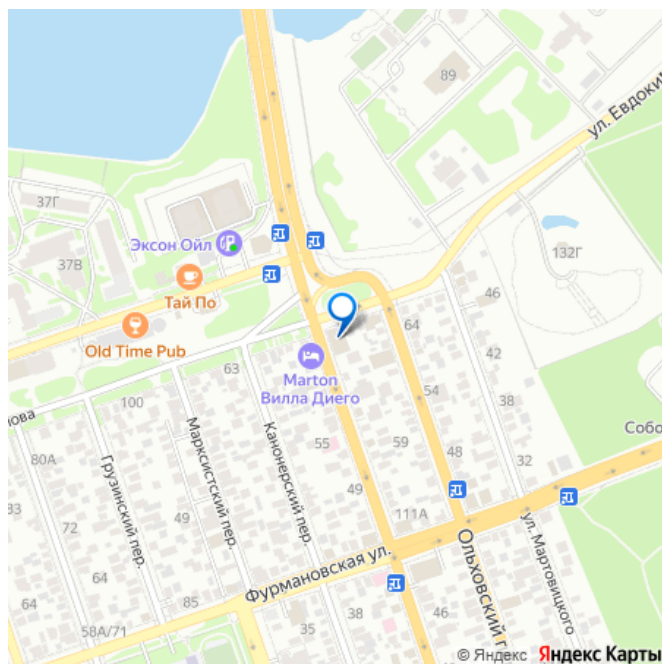 89
ул. Евдоки
37Г
Эксон Ойл
37В
132Г
Тай По
46
Old Time Pub
64
42
63
Marton
Вилла Диего
54
38
100
нова
Марксистский пер.
Канонерский пер.
59
55
48
Собо
80А
Грузинский пер.
32
49
49
111А
33
72
Фурмановская ул.
Ольховский п
ул. Мартовицкого
64
85
38
46
46
58А/71
35
© Яндекс Яндекс Карты